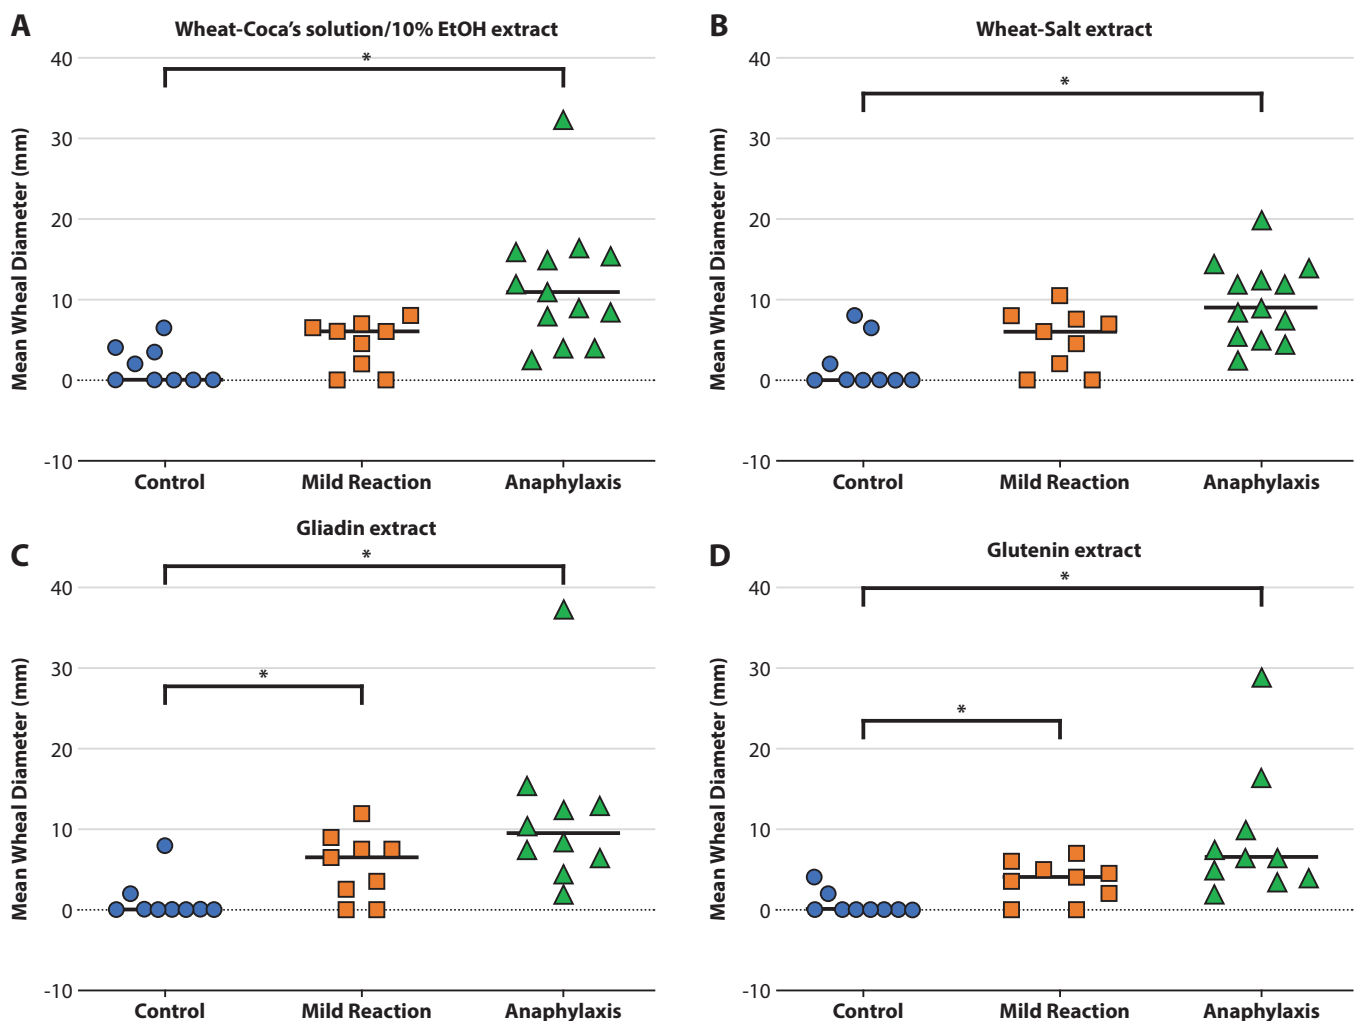 A
Wheat-Coca’s solution/10% EtOH extract
Mean Wheal Diameter (mm)
40
30
20
10
0
-10
*
Control
Mild Reaction
Anaphylaxis
B
Wheat-Salt extract
Mean Wheal Diameter (mm)
40
30
20
10
0
-10
*
Control
Mild Reaction
Anaphylaxis
C
Gliadin extract
Mean Wheal Diameter (mm)
40
30
20
10
0
-10
*
*
Control
Mild Reaction
Anaphylaxis
D
Glutenin extract
Mean Wheal Diameter (mm)
40
30
20
10
0
-10
*
*
Control
Mild Reaction
Anaphylaxis